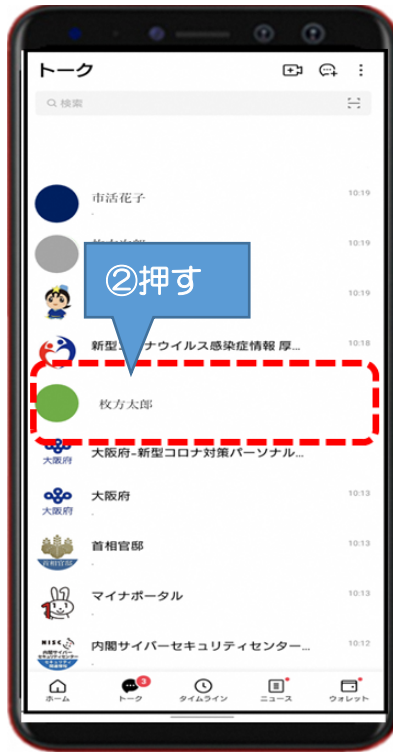 トーク
検索
市活花子
10:19
10:19
②押す
10:19
新型コロナウイルス感染症情報 厚...
10:18
枚方太郎
大阪府-新型コロナ対策パーソナル...
大阪府
大阪府
10:13
大阪府
首相官邸
10:13
首相官邸
マイナポータル
10:13
NISC
内閣サイバーセキュリティセンター...
10:12
3
ホーム
トーク
タイムライン
ニュース
ウォレット